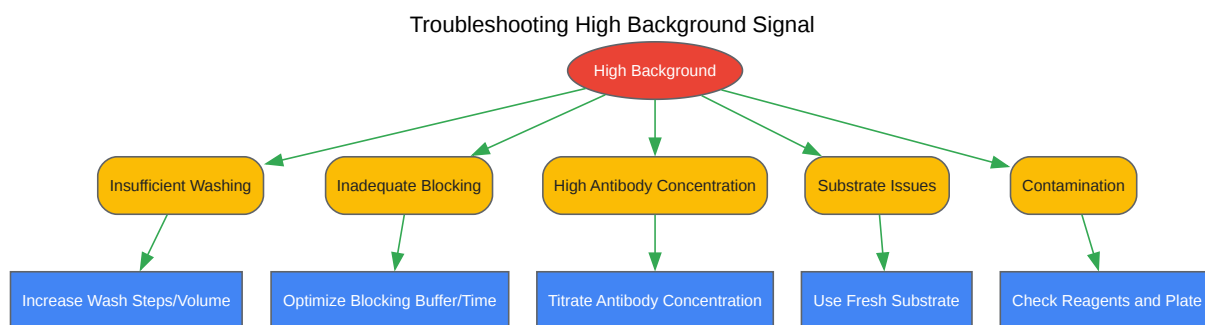 Troubleshooting High Background Signal
High Background
Insufficient Washing
Inadequate Blocking
High Antibody Concentration
Substrate Issues
Contamination
Increase Wash Steps/Volume
Optimize Blocking Buffer/Time
Titrate Antibody Concentration
Use Fresh Substrate
Check Reagents and Plate